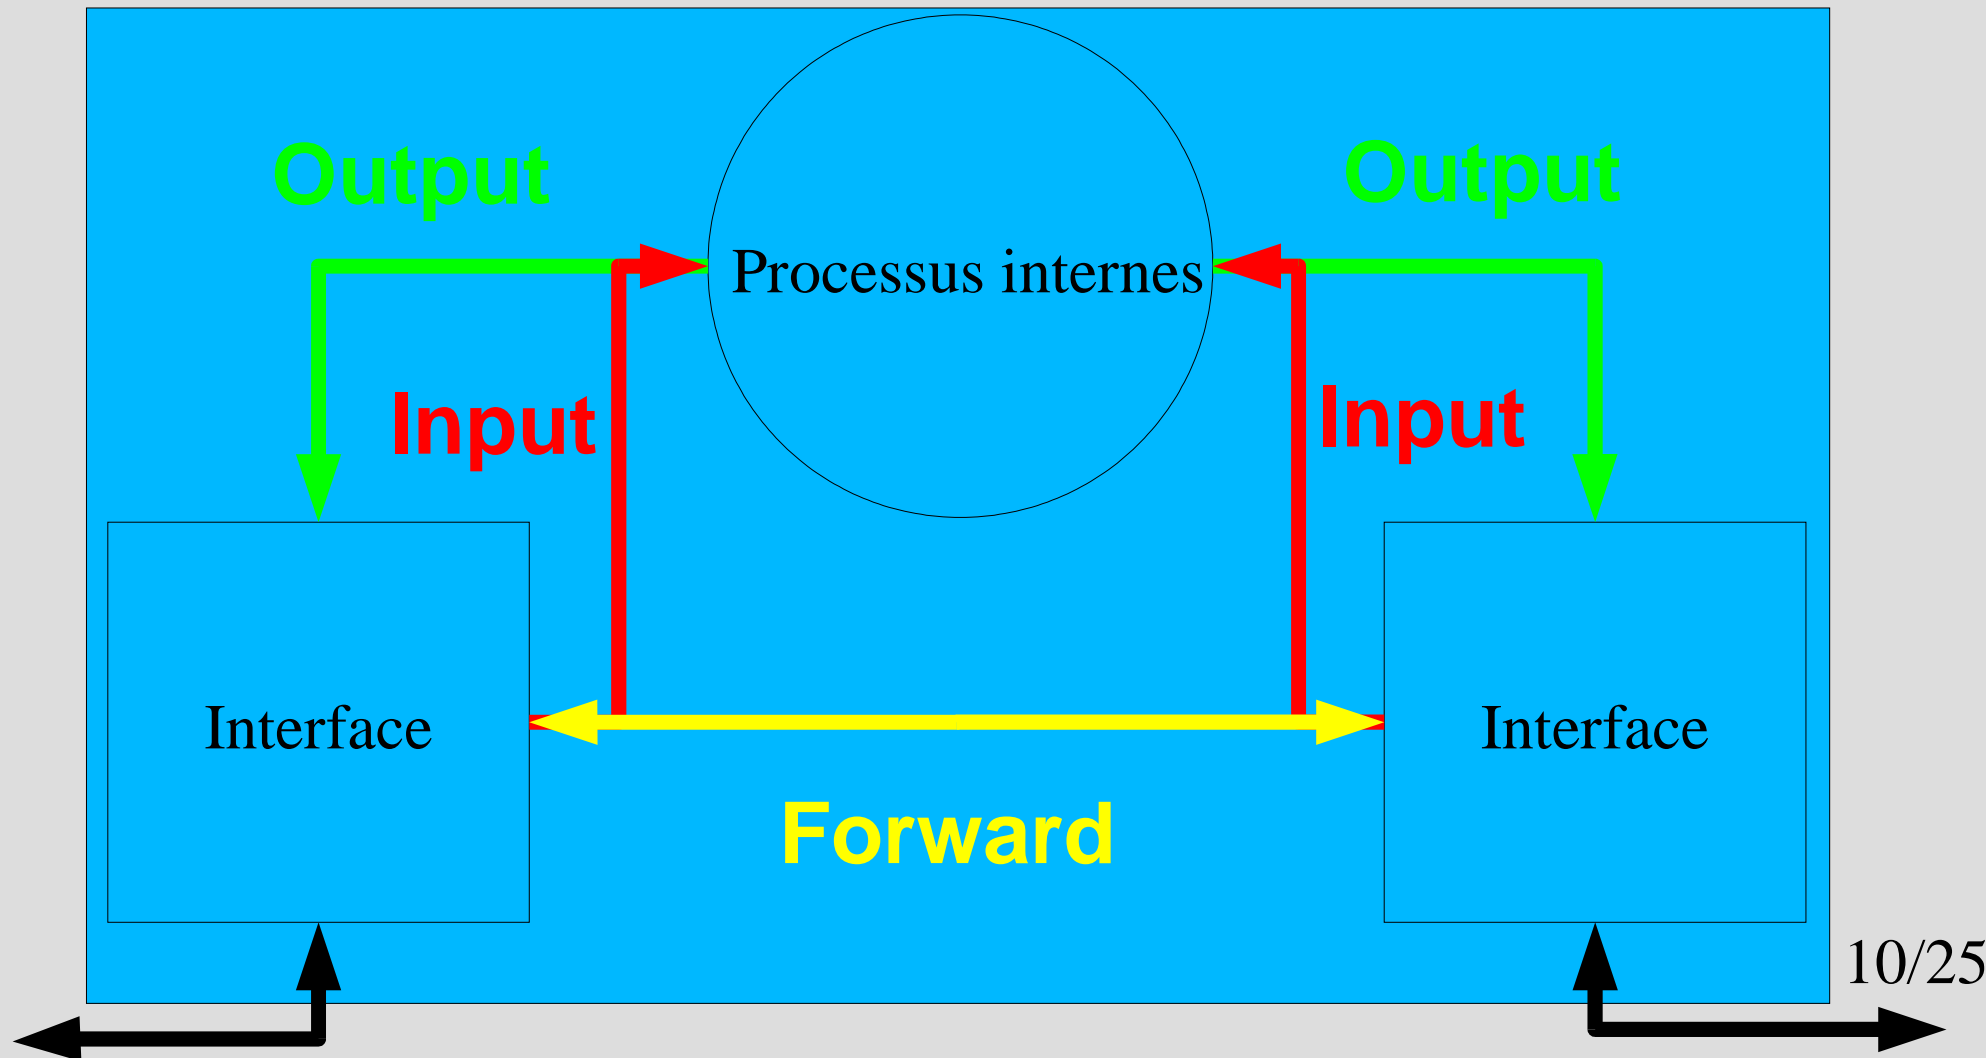 Output
Output
Processus internes
Input
Input
Interface
Interface
Forward
10/25